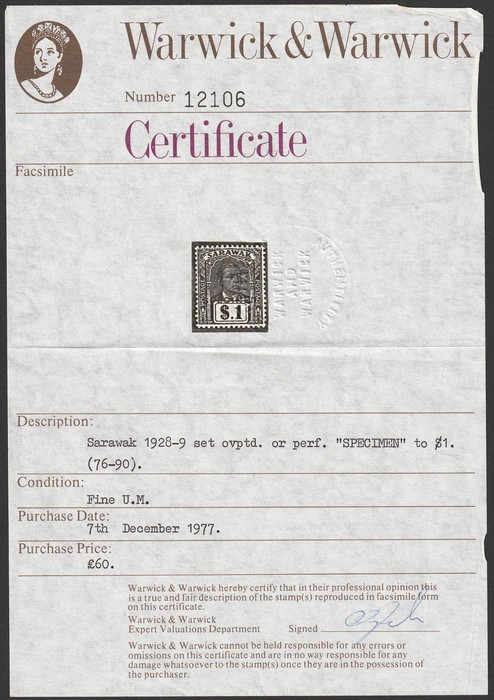 Warwick & Warwick
Number 12106
Certificate
Facsimile
SARAWAK
$.1
WARWICK
AND
WARWICK
Description:
Sarawak 1928-9 set ovptd. or perf. "SPECIMEN" to $1.
(76-90).
Condition:
Fine U.M.
Purchase Date:
7th December 1977.
Purchase Price:
£60.
Warwick & Warwick hereby certify that in their professional opinion this
is a true and fair description of the stamp(s) reproduced in facsimile form
on this certificate.
Warwick & Warwick
Expert Valuations Department Signed
Warwick & Warwick cannot be held responsible for any errors or
omissions on this certificate and are in no way responsible for any
damage whatsoever to the stamp(s) once they are in the possession of
the purchaser.